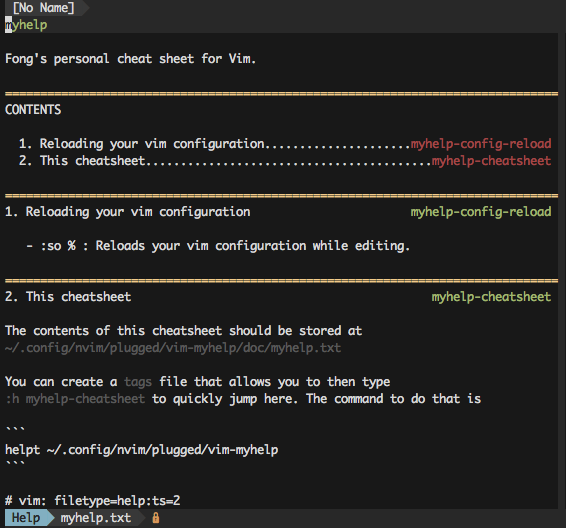 [No Name]
myhelp
Fong's personal cheat sheet for Vim.
===============================================================================
CONTENTS
1. Reloading your vim configuration.....................myhelp-config-reload
2. This cheatsheet.........................................myhelp-cheatsheet
===============================================================================
1. Reloading your vim configuration myhelp-config-reload
- :so % : Reloads your vim configuration while editing.
===============================================================================
2. This cheatsheet myhelp-cheatsheet
The contents of this cheatsheet should be stored at
~/.config/nvim/plugged/vim-myhelp/doc/myhelp.txt
You can create a tags file that allows you to then type
:h myhelp-cheatsheet to quickly jump here. The command to do that is
```
helpt ~/.config/nvim/plugged/vim-myhelp
```
# vim: filetype=help:ts=2
Help myhelp.txt